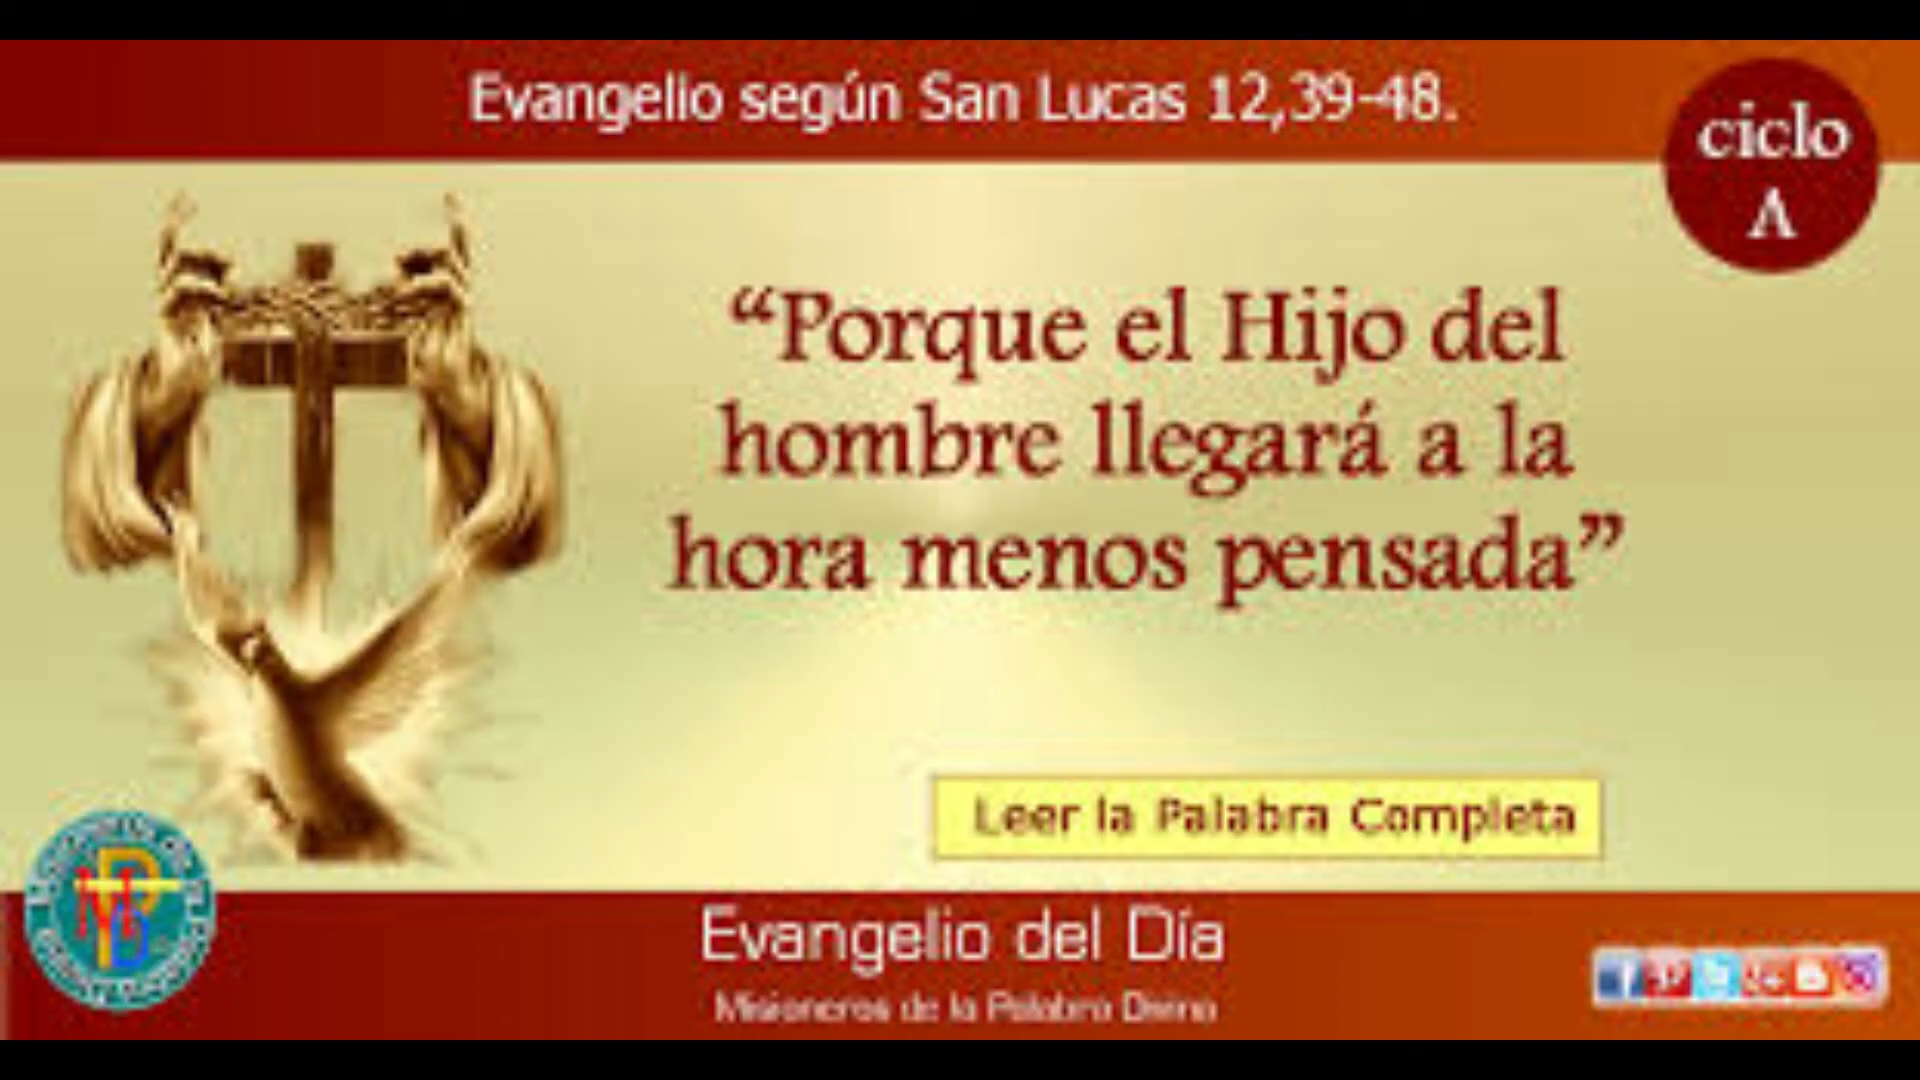 Evangelio según San Lucas 12,39-48.
ciclo
A
“Porque el Hijo del
hombre llegará a la
hora menos pensada”
Leer la Palabra Completa
Evangelio del Día
Misioneros de la Palabra Divina